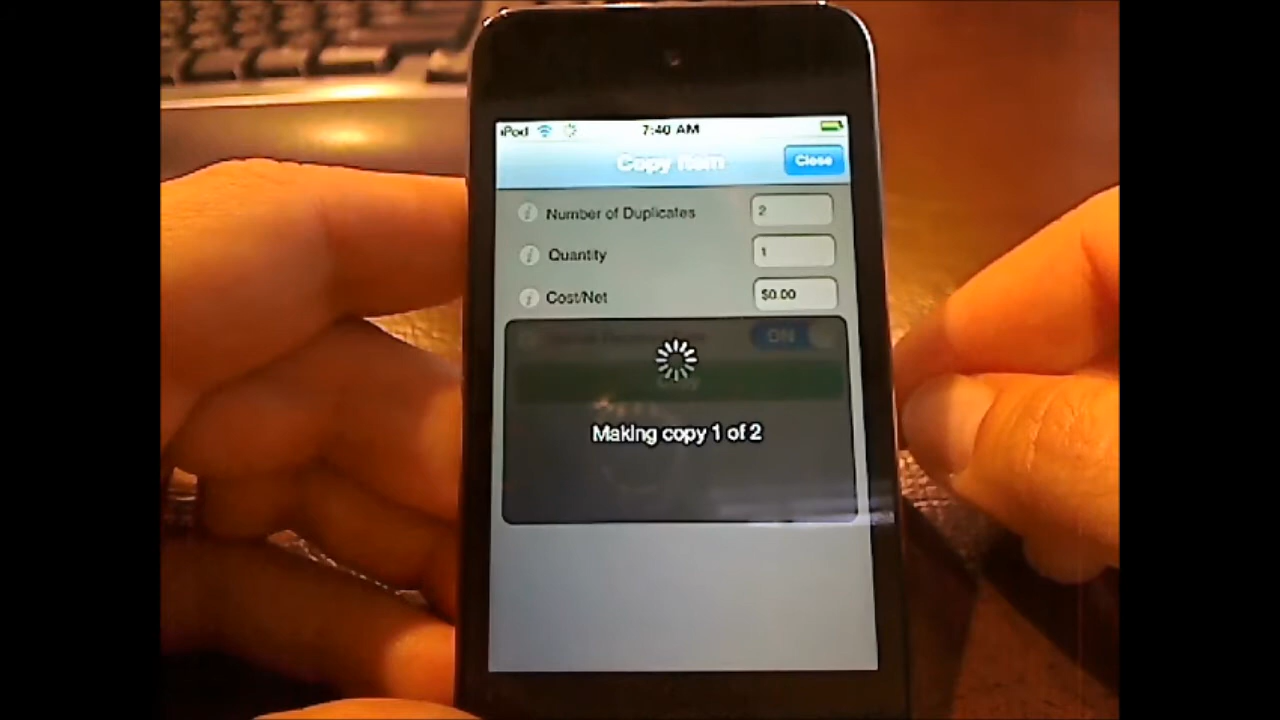 iPod 7:40 AM
Copy Item Close
Number of Duplicates 2
Quantity 1
Cost/Net $0.00
ON
Making copy 1 of 2